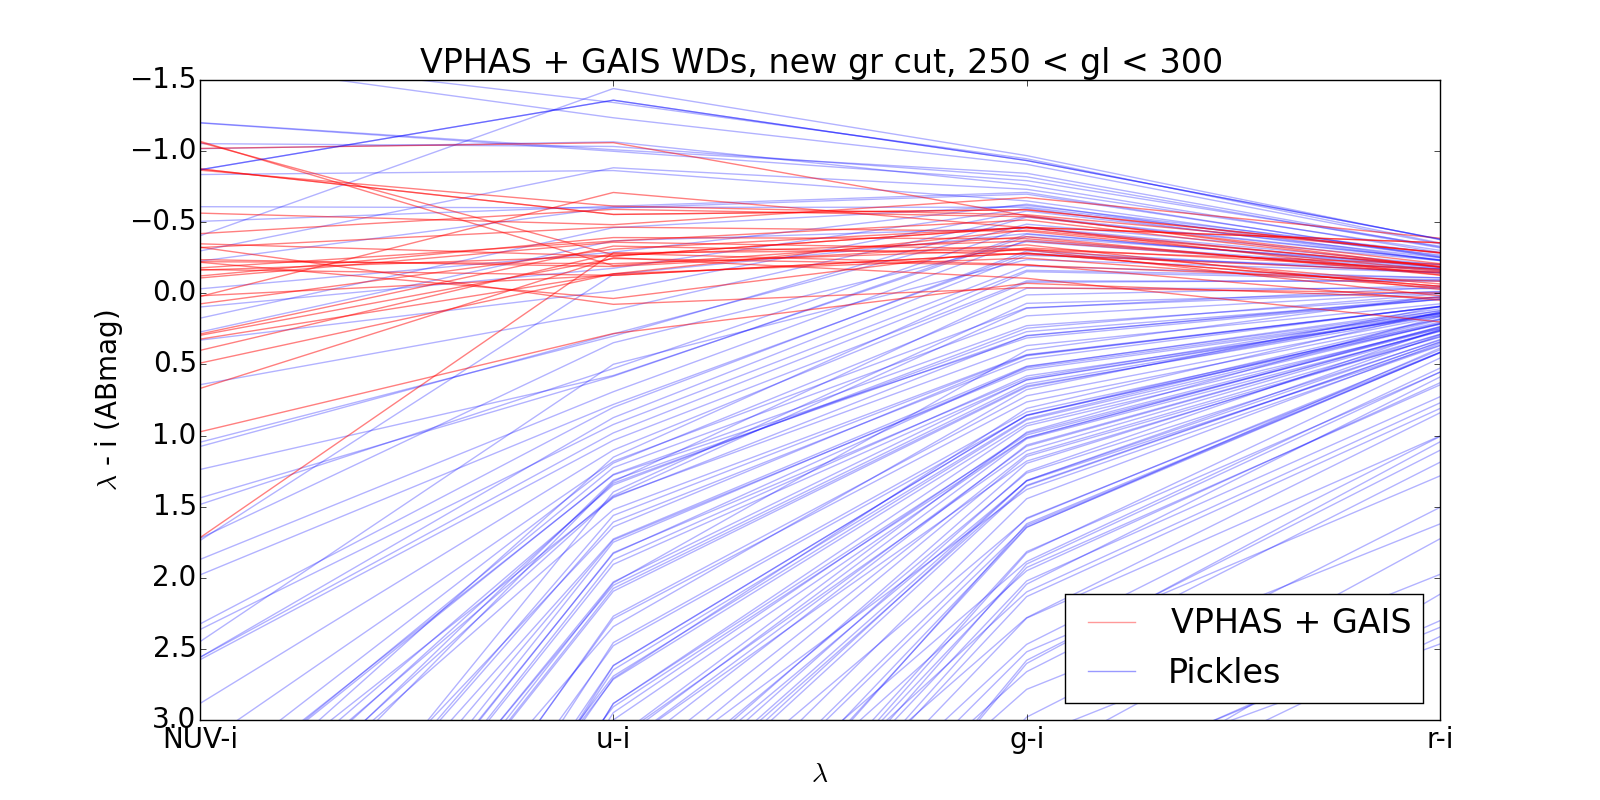 VPHAS + GAIS WDs, new gr cut, 250 < gl < 300
−1.5
−1.0
−0.5
0.0
0.5
1.0
1.5
2.0
2.5
3.0
λ - i (ABmag)
NUV-i
u-i
g-i
r-i
λ
VPHAS + GAIS
Pickles